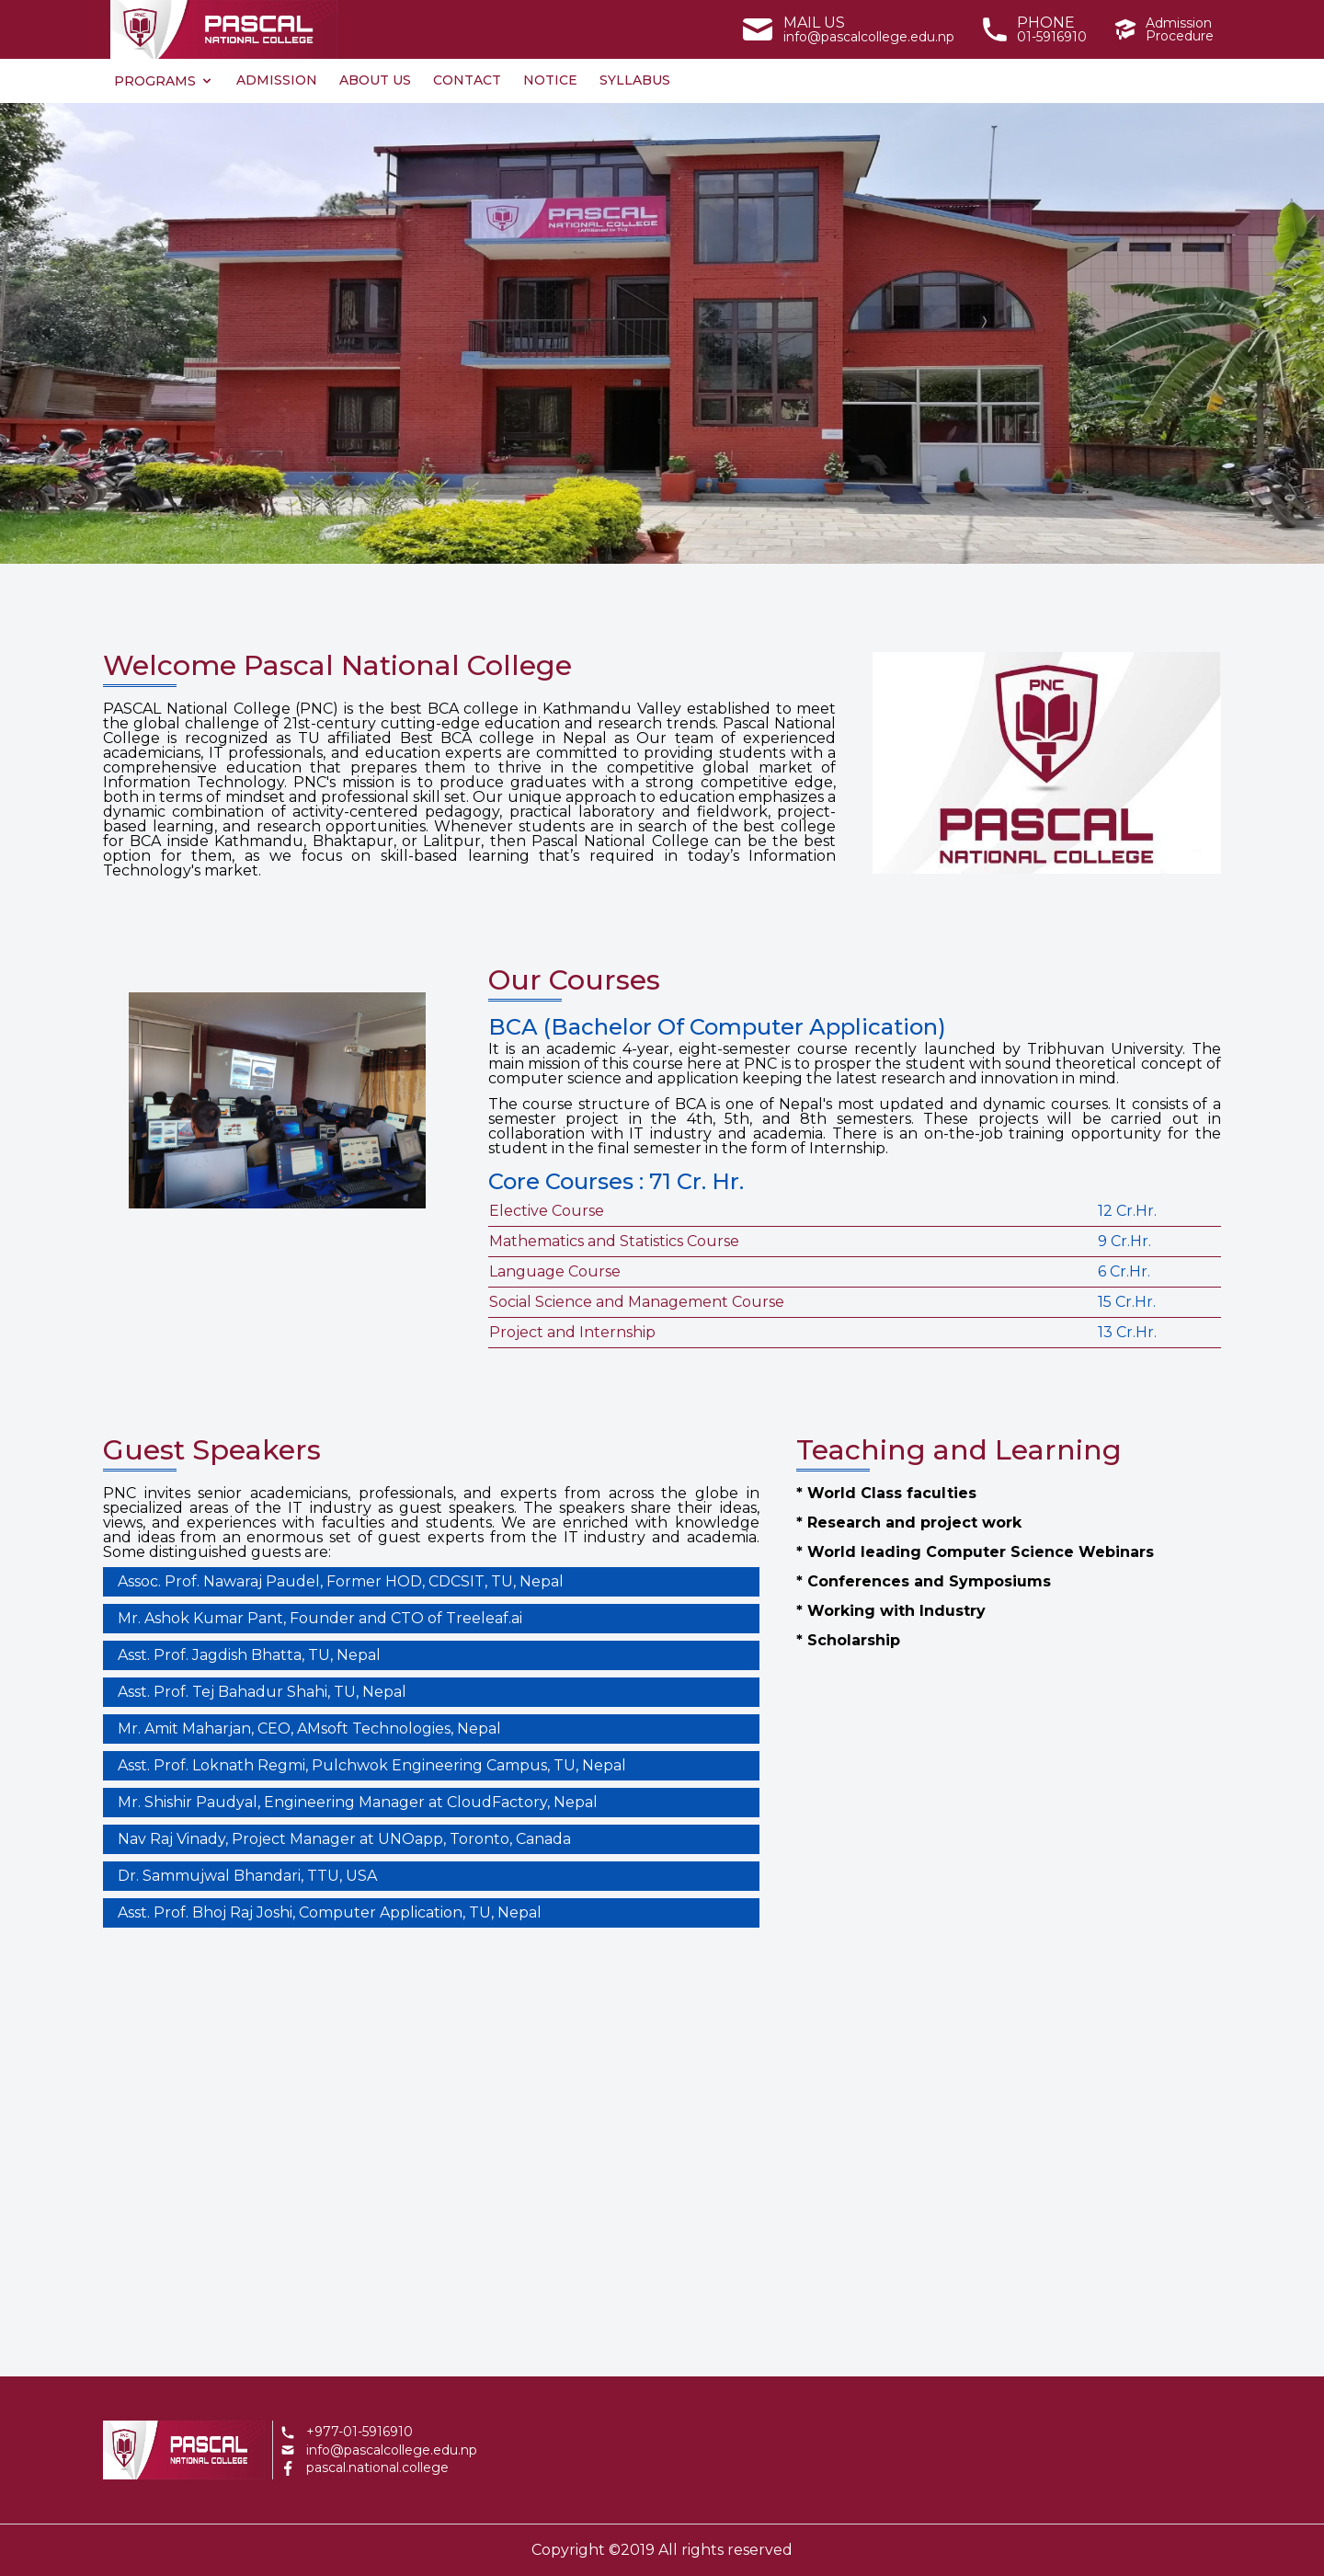 PASCAL
NATIONAL COLLEGE
MAIL US
info@pascalcollege.edu.np
PHONE
01-5916910
Admission
Procedure
PROGRAMS
ADMISSION
ABOUT US
CONTACT
NOTICE
SYLLABUS
PASCAL
NATIONAL COLLEGE
(Affiliated to TU)
Welcome Pascal National College
PASCAL National College (PNC) is the best BCA college in Kathmandu Valley established to meet
the global challenge of 21st-century cutting-edge education and research trends. Pascal National
College is recognized as TU affiliated Best BCA college in Nepal as Our team of experienced
academicians, IT professionals, and education experts are committed to providing students with a
comprehensive education that prepares them to thrive in the competitive global market of
Information Technology. PNC's mission is to produce graduates with a strong competitive edge,
both in terms of mindset and professional skill set. Our unique approach to education emphasizes a
dynamic combination of activity-centered pedagogy, practical laboratory and fieldwork, project-
based learning, and research opportunities. Whenever students are in search of the best college
for BCA inside Kathmandu, Bhaktapur, or Lalitpur, then Pascal National College can be the best
option for them, as we focus on skill-based learning that’s required in today’s Information
Technology's market.
PNC
PASCAL
NATIONAL COLLEGE
Our Courses
BCA (Bachelor Of Computer Application)
It is an academic 4-year, eight-semester course recently launched by Tribhuvan University. The
main mission of this course here at PNC is to prosper the student with sound theoretical concept of
computer science and application keeping the latest research and innovation in mind.
The course structure of BCA is one of Nepal's most updated and dynamic courses. It consists of a
semester project in the 4th, 5th, and 8th semesters. These projects will be carried out in
collaboration with IT industry and academia. There is an on-the-job training opportunity for the
student in the final semester in the form of Internship.
Core Courses : 71 Cr. Hr.
Elective Course 12 Cr.Hr.
Mathematics and Statistics Course 9 Cr.Hr.
Language Course 6 Cr.Hr.
Social Science and Management Course 15 Cr.Hr.
Project and Internship 13 Cr.Hr.
Guest Speakers
PNC invites senior academicians, professionals, and experts from across the globe in
specialized areas of the IT industry as guest speakers. The speakers share their ideas,
views, and experiences with faculties and students. We are enriched with knowledge
and ideas from an enormous set of guest experts from the IT industry and academia.
Some distinguished guests are:
Assoc. Prof. Nawaraj Paudel, Former HOD, CDCSIT, TU, Nepal
Mr. Ashok Kumar Pant, Founder and CTO of Treeleaf.ai
Asst. Prof. Jagdish Bhatta, TU, Nepal
Asst. Prof. Tej Bahadur Shahi, TU, Nepal
Mr. Amit Maharjan, CEO, AMsoft Technologies, Nepal
Asst. Prof. Loknath Regmi, Pulchwok Engineering Campus, TU, Nepal
Mr. Shishir Paudyal, Engineering Manager at CloudFactory, Nepal
Nav Raj Vinady, Project Manager at UNOapp, Toronto, Canada
Dr. Sammujwal Bhandari, TTU, USA
Asst. Prof. Bhoj Raj Joshi, Computer Application, TU, Nepal
Teaching and Learning
* World Class faculties
* Research and project work
* World leading Computer Science Webinars
* Conferences and Symposiums
* Working with Industry
* Scholarship
PNC
PASCAL
NATIONAL COLLEGE
+977-01-5916910
info@pascalcollege.edu.np
pascal.national.college
Copyright ©2019 All rights reserved